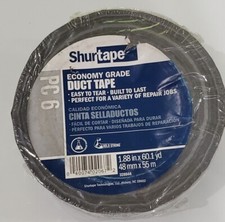 Shurtape
PC 6
ECONOMY GRADE
DUCT TAPE
- EASY TO TEAR - BUILT TO LAST
- PERFECT FOR A VARIETY OF REPAIR JOBS
CALIDAD ECONÓMICA
CINTA SELLADUCTOS
- FÁCIL DE CORTAR - DISEÑADA PARA DURAR
- PERFECTO PARA VARIOS TRABAJOS DE REPARACIÓN
1.88 in x 60.1 yd
48 mm x 55 m